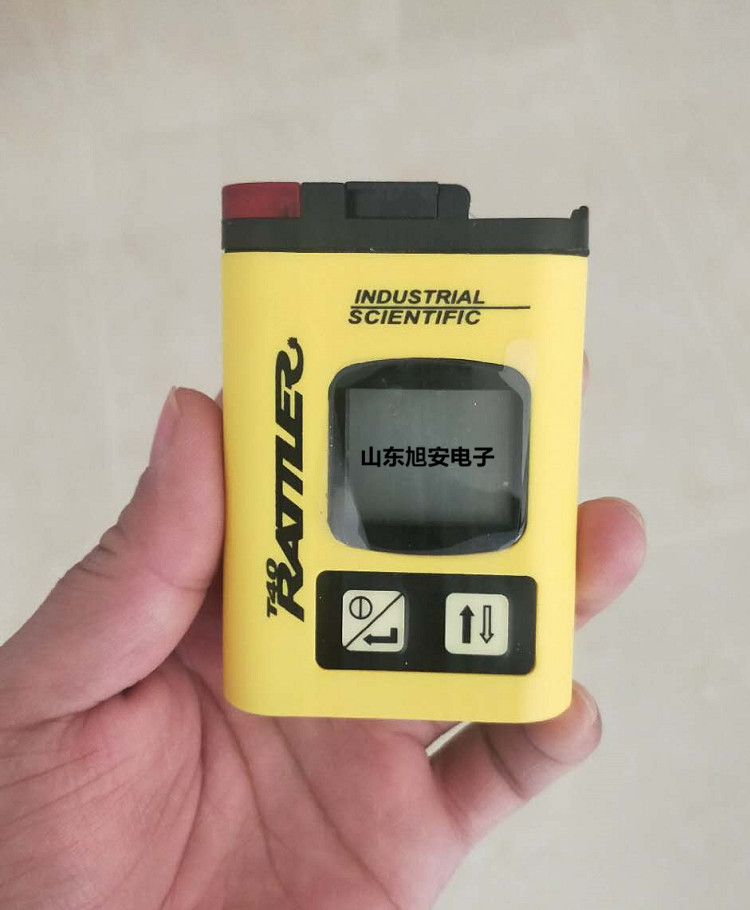 INDUSTRIAL
SCIENTIFIC
T40 RATTLER
山东旭安电子